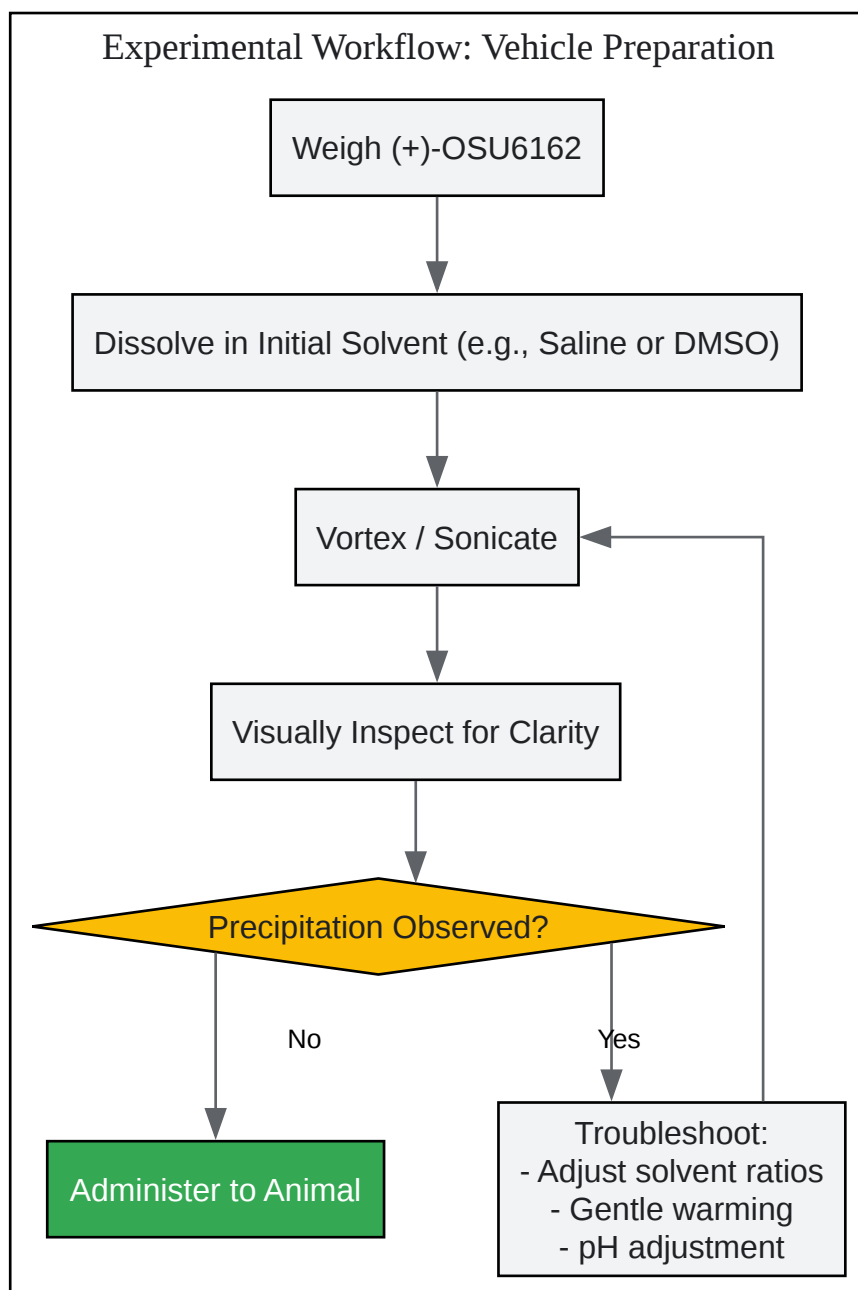 Experimental Workflow: Vehicle Preparation
Weigh (+)-OSU6162
Dissolve in Initial Solvent (e.g., Saline or DMSO)
Vortex / Sonicate
Visually Inspect for Clarity
Precipitation Observed?
No
Yes
Administer to Animal
Troubleshoot:
- Adjust solvent ratios
- Gentle warming
- pH adjustment